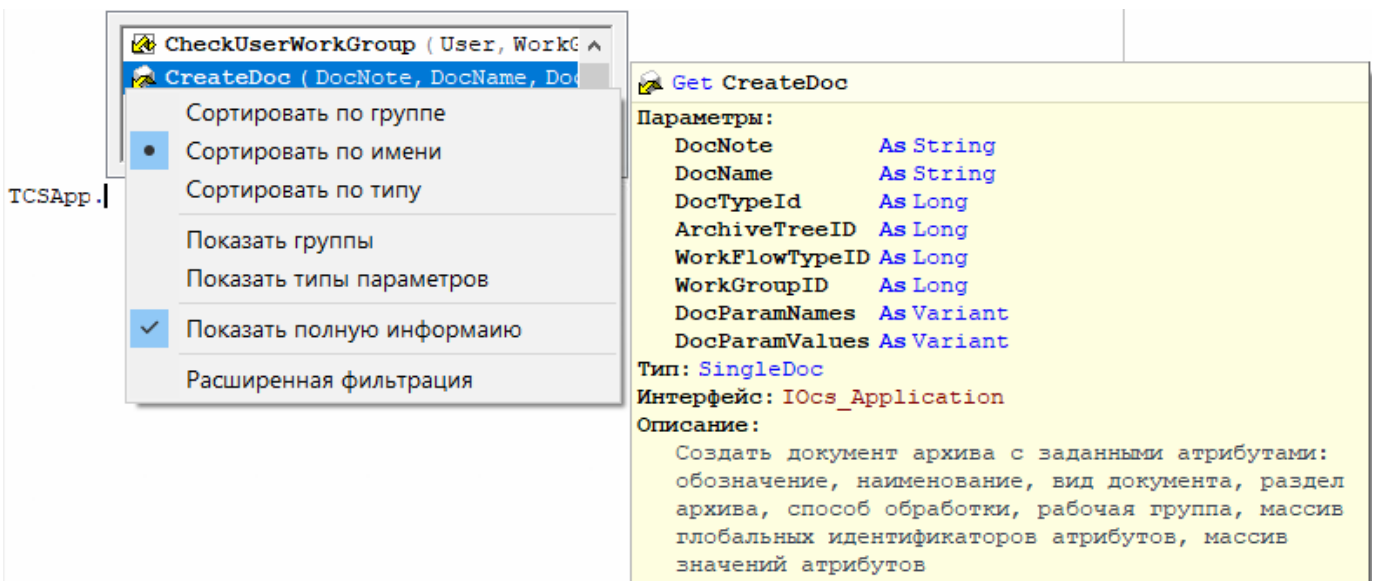 CheckUserWorkGroup (User, Work
CreateDoc (DocNote, DocName, Do
Сортировать по группе
Сортировать по имени
Сортировать по типу
Показать группы
Показать типы параметров
Показать полную информаию
Расширенная фильтрация
TCSApp.
Get CreateDoc
Параметры:
DocNote As String
DocName As String
DocTypeId As Long
ArchiveTreeID As Long
WorkFlowTypeID As Long
WorkGroupID As Long
DocParamNames As Variant
DocParamValues As Variant
Тип: SingleDoc
Интерфейс: IOcs_Application
Описание:
Создать документ архива с заданными атрибутами:
обозначение, наименование, вид документа, раздел
архива, способ обработки, рабочая группа, массив
глобальных идентификаторов атрибутов, массив
значений атрибутов